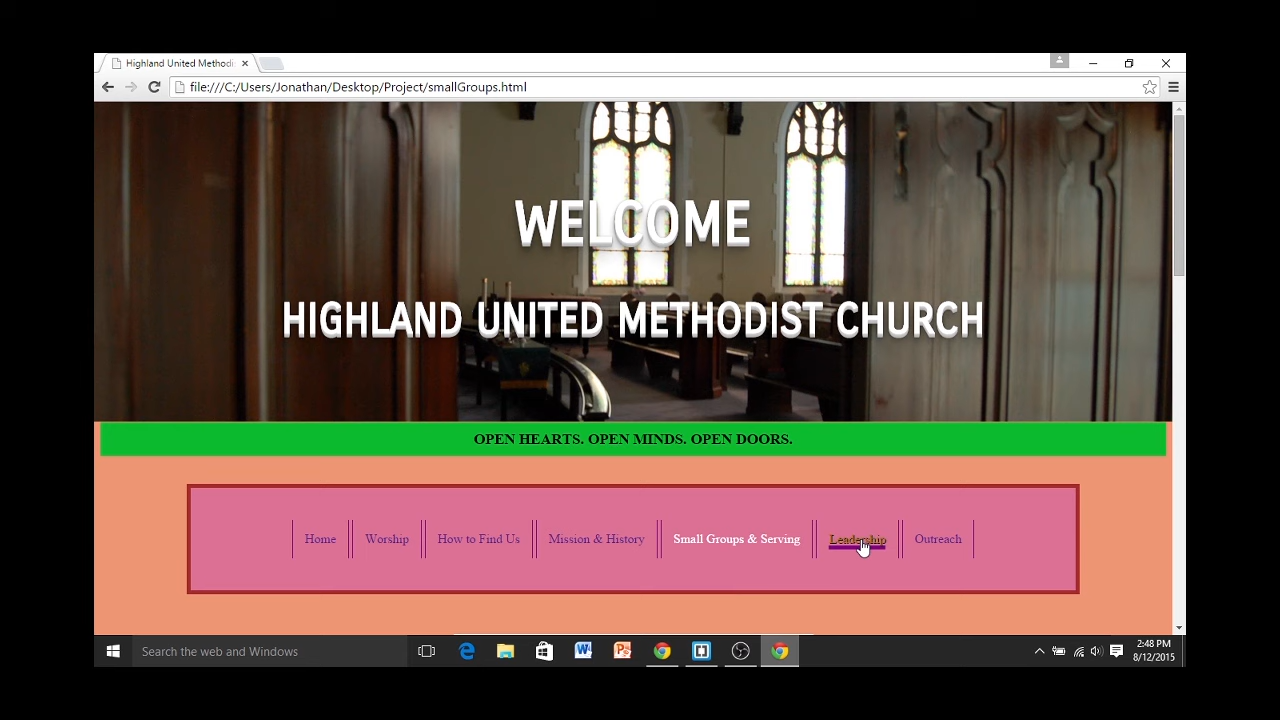 Highland United Methodi
file:///C:/Users/Jonathan/Desktop/Project/smallGroups.html
WELCOME
HIGHLAND UNITED METHODIST CHURCH
OPEN HEARTS. OPEN MINDS. OPEN DOORS.
Home Worship How to Find Us Mission & History Small Groups & Serving Leadership Outreach
Search the web and Windows
2:48 PM
8/12/2015